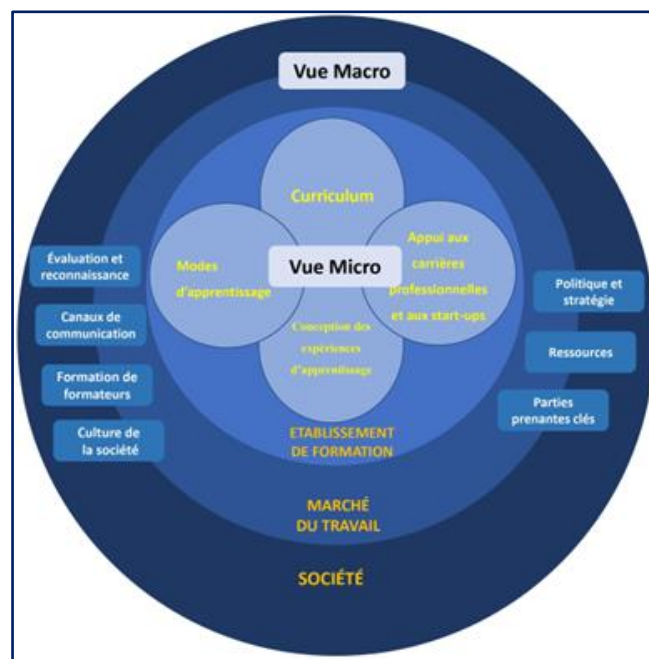 Vue Macro
Curriculum
Modes
d'apprentissage
Vue Micro
Appui aux
carrières
professionnelles
et aux start-ups
Conception des
expériences
d'apprentissage
Évaluation et
reconnaissance
Canaux de
communication
Formation de
formateurs
Culture de
la société
Politique et
stratégie
Ressources
Parties
prenantes clés
ETABLISSEMENT
DE FORMATION
MARCHÉ
DU TRAVAIL
SOCIÉTÉ